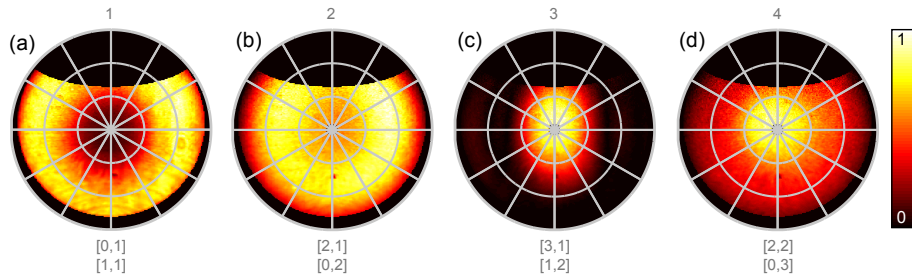 1 2 3 4
(a) (b) (c) (d)
1
0
[0,1] [2,1] [3,1] [2,2]
[1,1] [0,2] [1,2] [0,3]